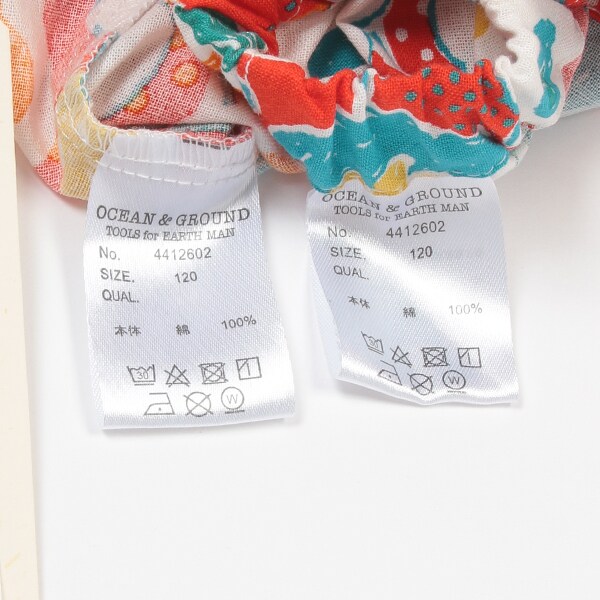 OCEAN & GROUND
TOOLS for EARTH MAN
No. 4412602
SIZE. 120
QUAL.
本体 綿 100%
30
W
OCEAN & GROUND
TOOLS for EARTH MAN
No. 4412602
SIZE. 120
QUAL.
本体 綿 100%
W